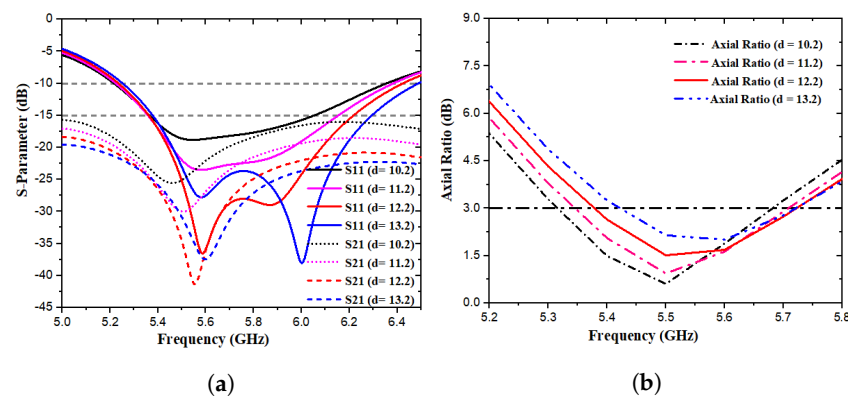 0
-5
-10
-15
-20
-25
-30
-35
-40
-45
S-Parameter (dB)
S11 (d= 10.2)
S11 (d= 11.2)
S11 (d= 12.2)
S11 (d= 13.2)
S21 (d= 10.2)
S21 (d= 11.2)
S21 (d= 12.2)
S21 (d= 13.2)
5.0 5.2 5.4 5.6 5.8 6.0 6.2 6.4
Frequency (GHz)
(a)
9.0
7.5
6.0
4.5
3.0
1.5
0.0
Axial Ratio (dB)
Axial Ratio (d = 10.2)
Axial Ratio (d = 11.2)
Axial Ratio (d = 12.2)
Axial Ratio (d = 13.2)
5.2 5.3 5.4 5.5 5.6 5.7 5.8
Frequency (GHz)
(b)